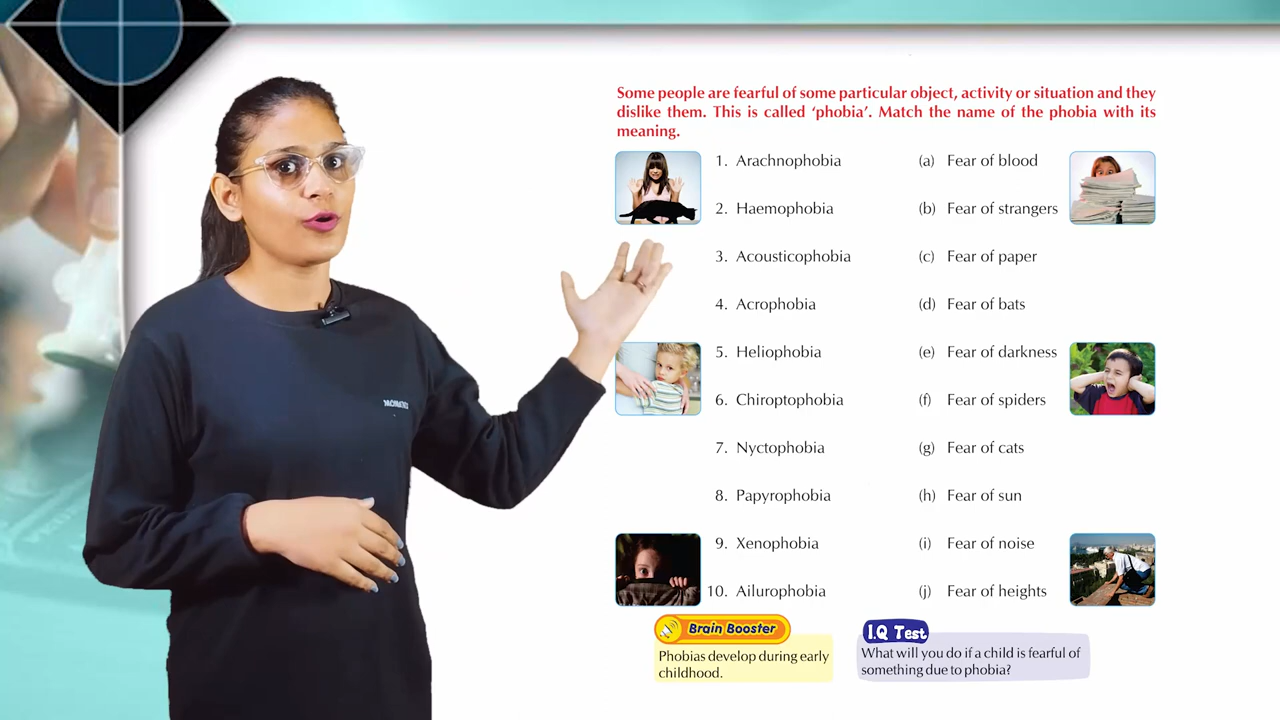 Some people are fearful of some particular object, activity or situation and they
dislike them. This is called ‘phobia’. Match the name of the phobia with its
meaning.
1. Arachnophobia (a) Fear of blood
2. Haemophobia (b) Fear of strangers
3. Acousticophobia (c) Fear of paper
4. Acrophobia (d) Fear of bats
5. Heliophobia (e) Fear of darkness
6. Chiroptophobia (f) Fear of spiders
7. Nyctophobia (g) Fear of cats
8. Papyrophobia (h) Fear of sun
9. Xenophobia (i) Fear of noise
10. Ailurophobia (j) Fear of heights
Brain Booster
Phobias develop during early
childhood.
I.Q Test
What will you do if a child is fearful of
something due to phobia?